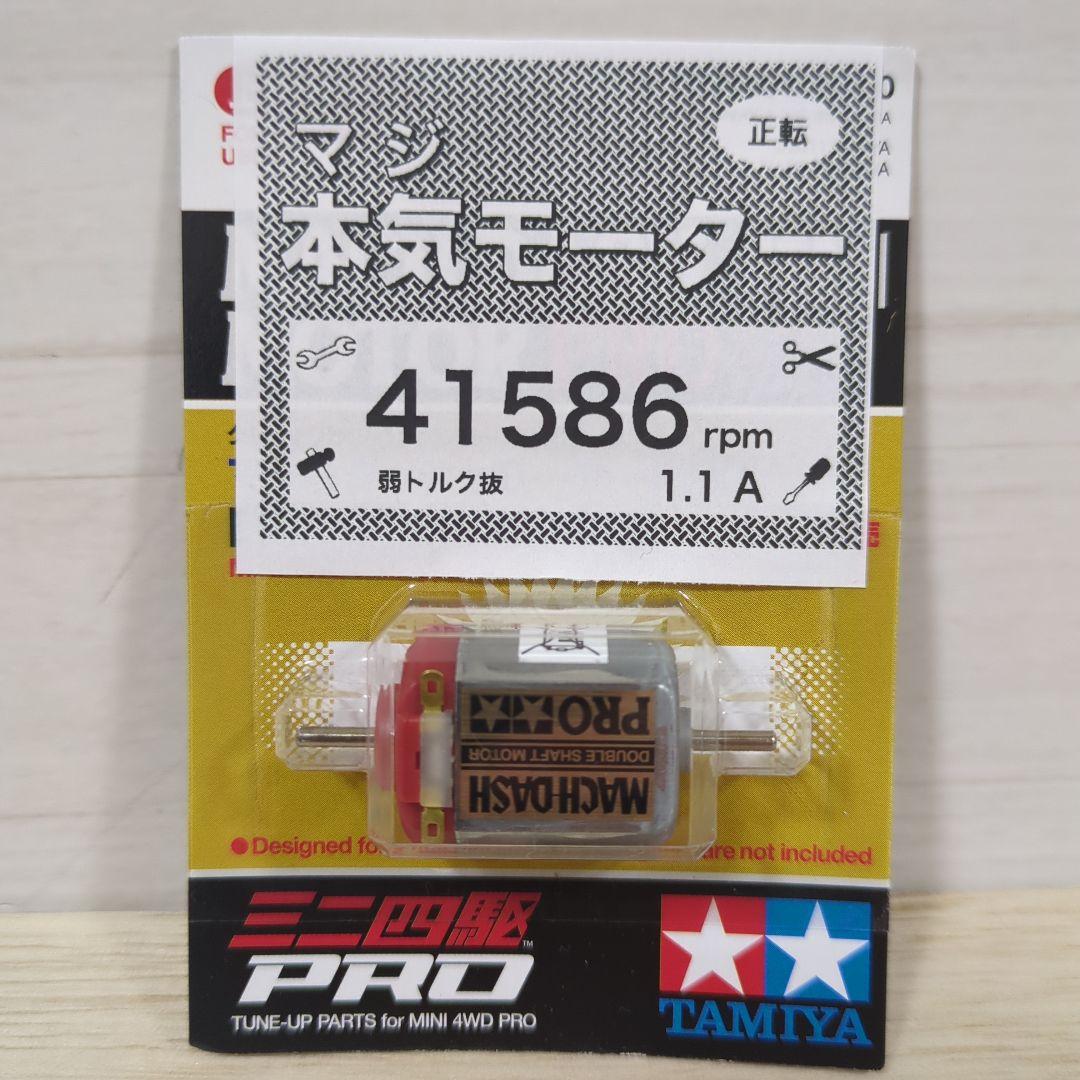 マジ
正転
本気モーター
41586 rpm
弱トルク抜
1.1 A
PRO
DOUBLE SHAFT MOTOR
MACH-DASH
●Designed fo
are not included
ミニ四駆™
PRO
TUNE-UP PARTS for MINI 4WD PRO
TAMIYA